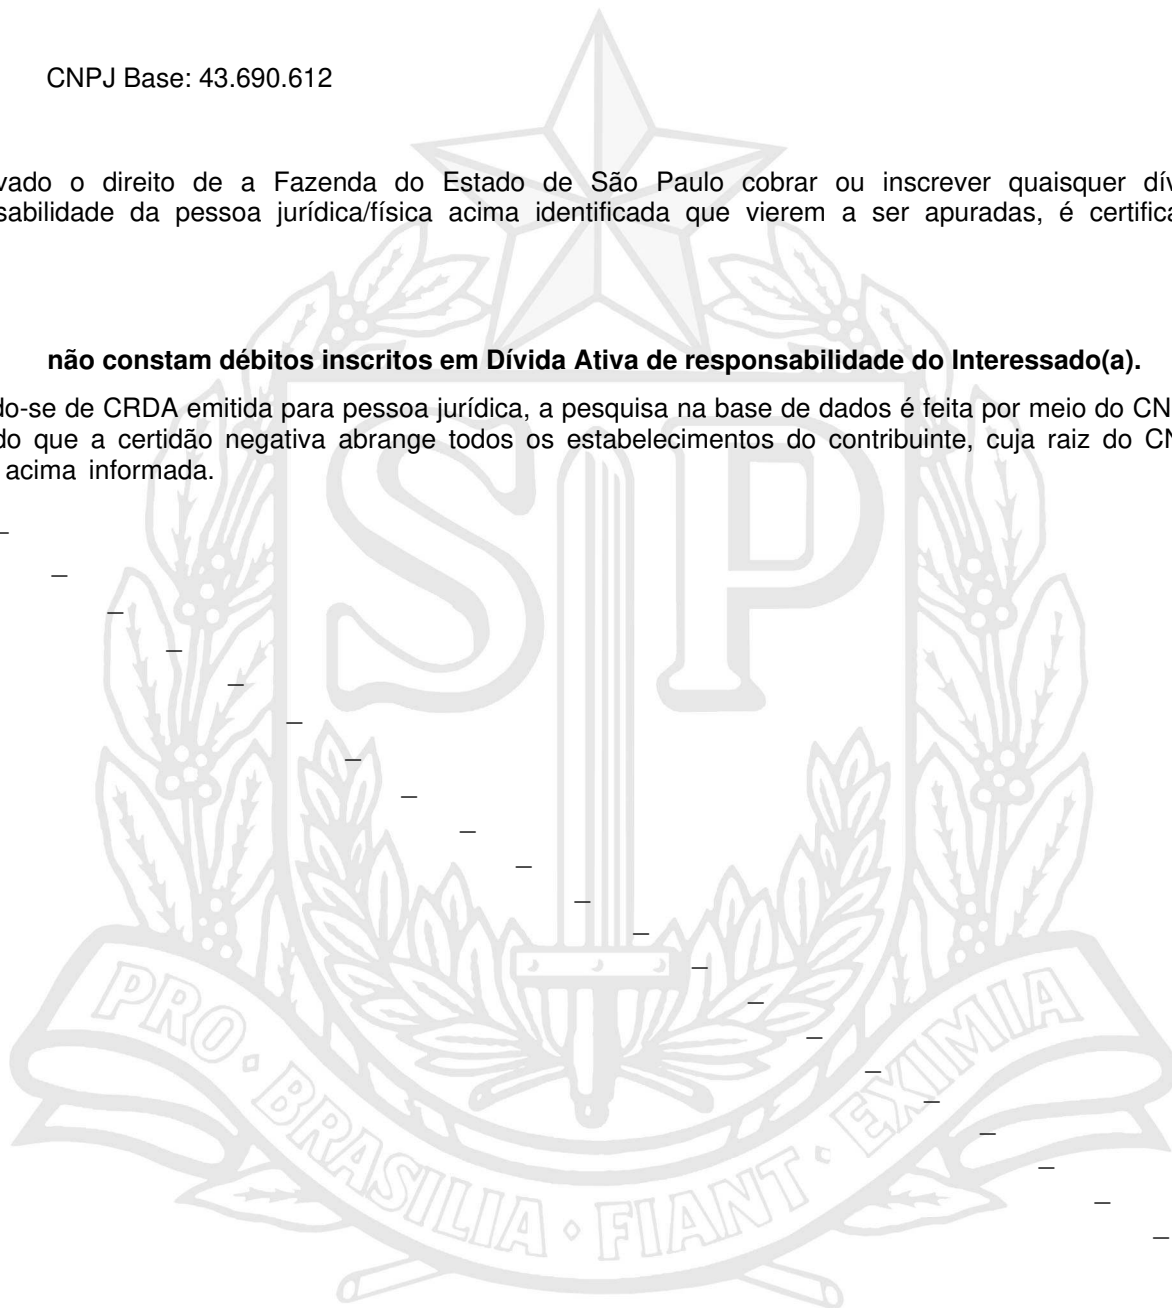 CNPJ Base: 43.690.612
vado o direito de a Fazenda do Estado de São Paulo cobrar ou inscrever quaisquer dív
sabilidade da pessoa jurídica/física acima identificada que vierem a ser apuradas, é certifica
não constam débitos inscritos em Dívida Ativa de responsabilidade do Interessado(a).
do-se de CRDA emitida para pessoa jurídica, a pesquisa na base de dados é feita por meio do CN
do que a certidão negativa abrange todos os estabelecimentos do contribuinte, cuja raiz do CN
acima informada.
SP
PRO • BRASILIA • FIANT • EXIMIA